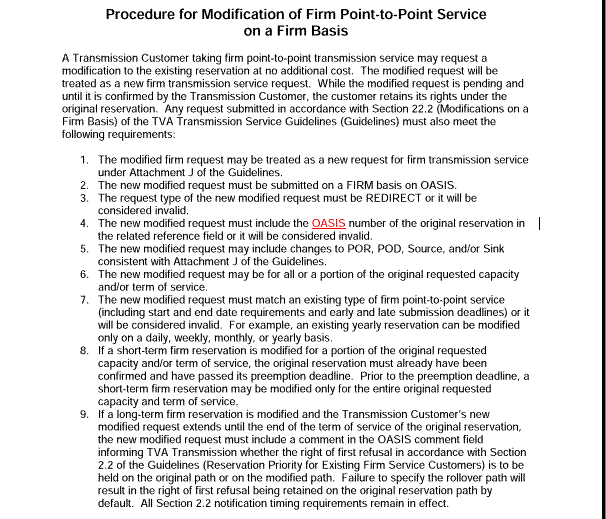 Procedure for Modification of Firm Point-to-Point Service
on a Firm Basis
A Transmission Customer taking firm point-to-point transmission service may request a
modification to the existing reservation at no additional cost. The modified request will be
treated as a new firm transmission service request. While the modified request is pending and
until it is confirmed by the Transmission Customer, the customer retains its rights under the
original reservation. Any request submitted in accordance with Section 22.2 (Modifications on a
Firm Basis) of the TVA Transmission Service Guidelines (Guidelines) must also meet the
following requirements:
1. The modified firm request may be treated as a new request for firm transmission service
under Attachment J of the Guidelines.
2. The new modified request must be submitted on a FIRM basis on OASIS.
3. The request type of the new modified request must be REDIRECT or it will be
considered invalid.
4. The new modified request must include the OASIS number of the original reservation in
the related reference field or it will be considered invalid.
5. The new modified request may include changes to POR, POD, Source, and/or Sink
consistent with Attachment J of the Guidelines.
6. The new modified request may be for all or a portion of the original requested capacity
and/or term of service.
7. The new modified request must match an existing type of firm point-to-point service
(including start and end date requirements and early and late submission deadlines) or it
will be considered invalid. For example, an existing yearly reservation can be modified
only on a daily, weekly, monthly, or yearly basis.
8. If a short-term firm reservation is modified for a portion of the original requested
capacity and/or term of service, the original reservation must already have been
confirmed and have passed its preemption deadline. Prior to the preemption deadline, a
short-term firm reservation may be modified only for the entire original requested
capacity and term of service.
9. If a long-term firm reservation is modified and the Transmission Customer's new
modified request extends until the end of the term of service of the original reservation,
the new modified request must include a comment in the OASIS comment field
informing TVA Transmission whether the right of first refusal in accordance with Section
2.2 of the Guidelines (Reservation Priority for Existing Firm Service Customers) is to be
held on the original path or on the modified path. Failure to specify the rollover path will
result in the right of first refusal being retained on the original reservation path by
default. All Section 2.2 notification timing requirements remain in effect.